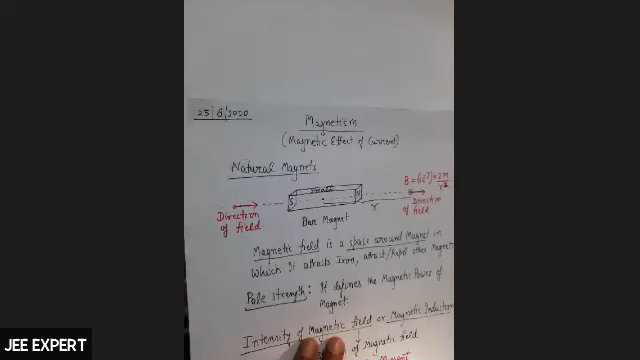 25/8/2020
Magnetism
(Magnetic Effect of Current)
Natural Magnets
Small
S
N
B = (10⁻⁷) 2M/r³
r
Direction of field
Direction of field
Bar Magnet
Magnetic field is a space around Magnet in
Which It attracts Iron, attract/Repel other Magnet
Pole strength: It defines the Magnetic Power of
Magnet
Intensity of Magnetic field or Magnetic Induction
of Magnetic field
JEE EXPERT